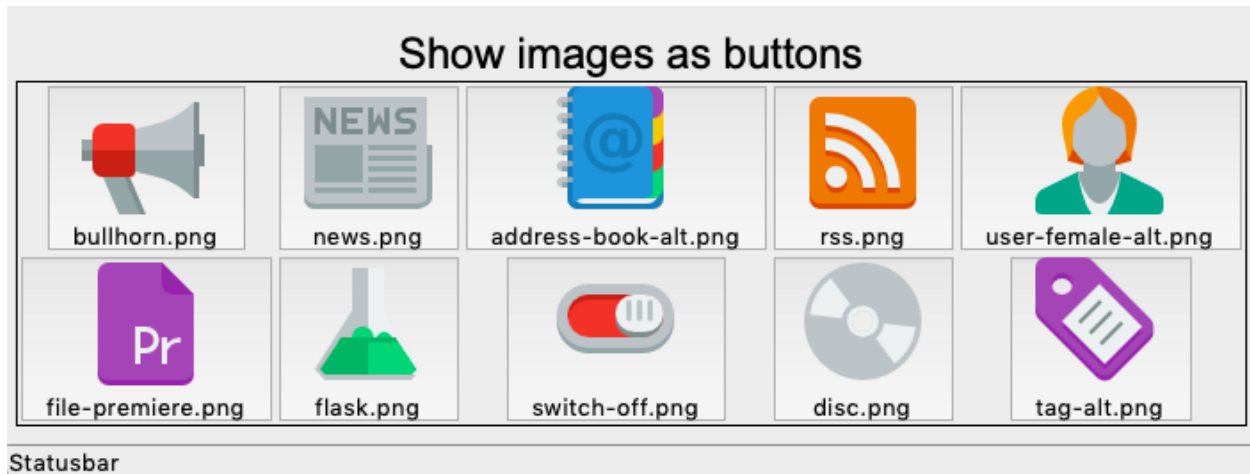 Show images as buttons
NEWS
@
bullhorn.png
news.png
address-book-alt.png
rss.png
user-female-alt.png
Pr
file-premiere.png
flask.png
switch-off.png
disc.png
tag-alt.png
Statusbar